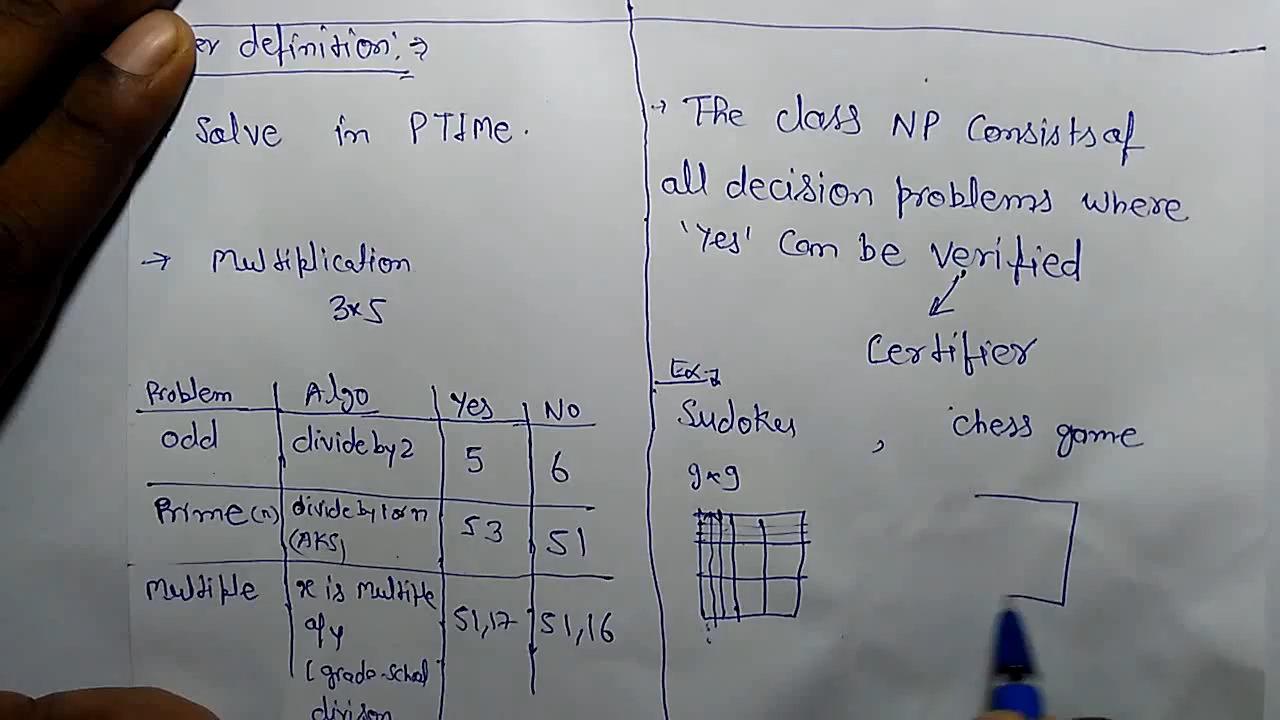 er definition:→
Solve in PTIME.
→ Multiplication
3×5
Problem Algo Yes No
odd divide by 2 5 6
Prime(n) divide by 1 or n (AKS) 53 51
Multiple x is multiple of y (grade-school divison 51,17 51,16
→ The class NP Consists of
all decision problems where
'Yes' Can be verified
Certifier
Ex→
Sudokus , chess game
9×9